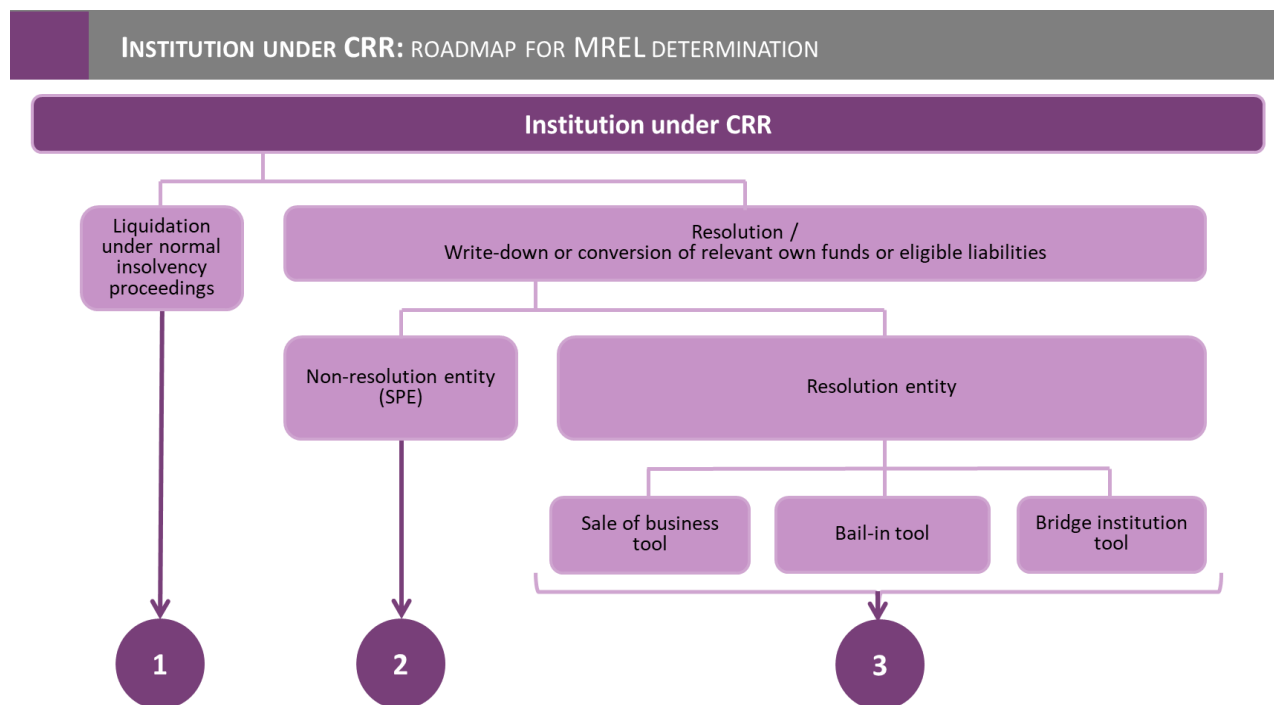 INSTITUTION UNDER CRR: ROADMAP FOR MREL DETERMINATION
Institution under CRR
Liquidation
under normal
insolvency
proceedings
Resolution /
Write-down or conversion of relevant own funds or eligible liabilities
Non-resolution entity
(SPE)
Resolution entity
Sale of business
tool
Bail-in tool
Bridge institution
tool
1
2
3